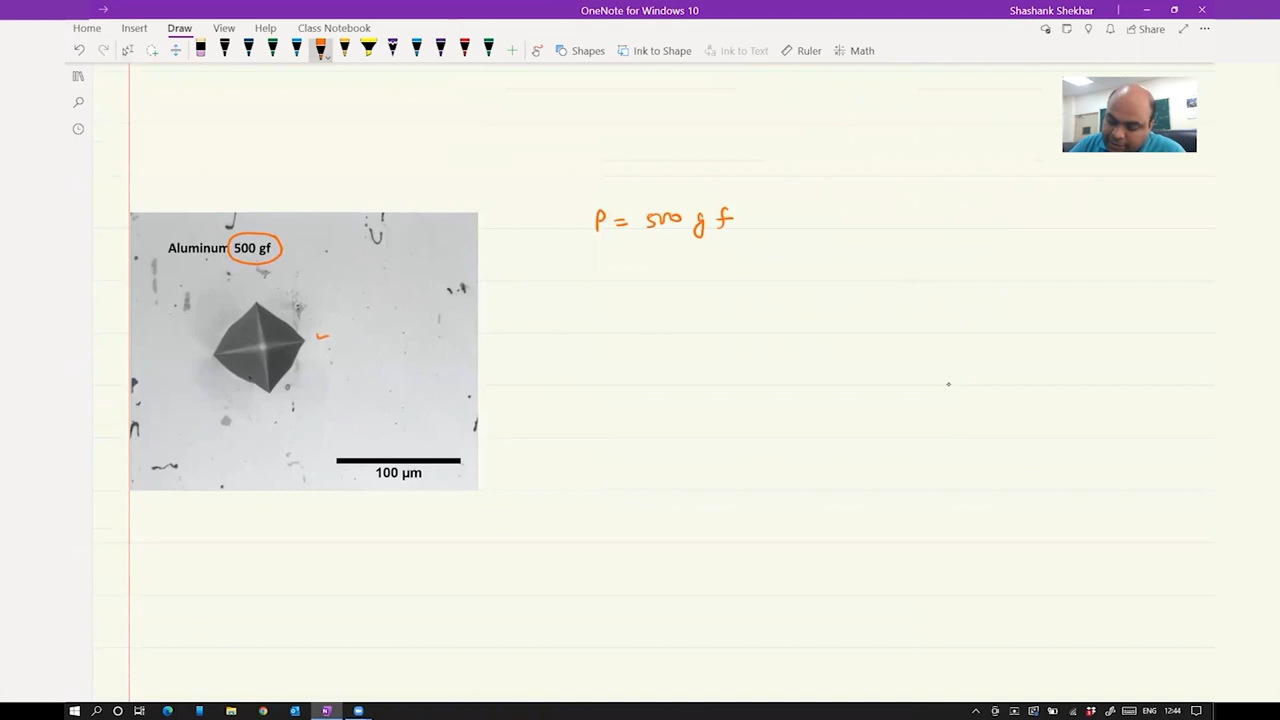 OneNote for Windows 10
Shashank Shekhar
Home Insert Draw View Help Class Notebook
Share
Shapes Ink to Shape Ink to Text Ruler Math
P = 500 g f
Aluminum 500 gf
100 µm
ENG 12:44